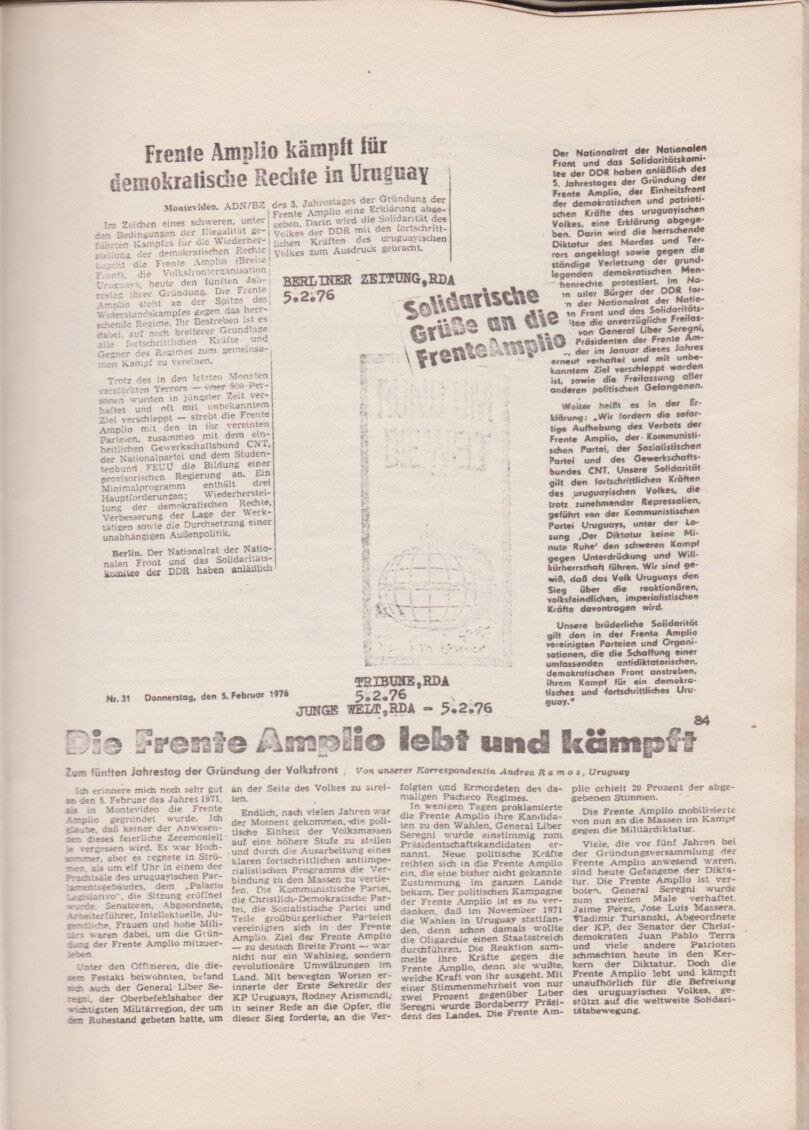 Frente Amplio kämpft für
demokratische Rechte in Uruguay
Montevideo. ADN/BZ
Im Zeichen eines schweren, unter
den Bedingungen der Illegalität ge-
führten Kampfes für die Wiederher-
stellung der demokratischen Rechte
begeht die Frente Amplio (Breite
Front), die Volksfrontorganisation
Uruguays, heute den fünften Jah-
restag ihrer Gründung. Die Frente
Amplio steht an der Spitze des
Widerstandskampfes gegen das herr-
schende Regime. Ihr Bestreben ist es
dabei, auf noch breiterer Grundlage
alle fortschrittlichen Kräfte und
Gegner des Regimes zum gemeinsa-
men Kampf zu vereinen.
Trotz des in den letzten Monaten
verstärkten Terrors — über 500 Per-
sonen wurden in jüngster Zeit ver-
haftet und oft mit unbekanntem
Ziel verschleppt — strebt die Frente
Amplio mit den in ihr vereinten
Parteien, zusammen mit dem ein-
heitlichen Gewerkschaftsbund CNT,
der Nationalpartei und dem Studen-
tenbund FEUU die Bildung einer
provisorischen Regierung an. Ein
Minimalprogramm enthält drei
Hauptforderungen; Wiederherstel-
lung der demokratischen Rechte,
Verbesserung der Lage der Werk-
tätigen sowie die Durchsetzung einer
unabhängigen Außenpolitik.
Berlin. Der Nationalrat der Natio-
nalen Front und das Solidaritäts-
komitee der DDR haben anläßlich
des 5. Jahrestages der Gründung der
Frente Amplio eine Erklärung abge-
geben. Darin wird die Solidarität des
Volkes der DDR mit den fortschritt-
lichen Kräften des uruguayischen
Volkes zum Ausdruck gebracht.
BERLINER ZEITUNG,RDA
5.2.76
Solidarische
Grüße an die
Frente Amplio
Der Nationalrat der Nationalen
Front und das Solidaritätskomi-
tee der DDR haben anläßlich des
5. Jahrestages der Gründung der
Frente Amplio, der Einheitsfront
der demokratischen und patrioti-
schen Kräfte des uruguayischen
Volkes, eine Erklärung abgege-
ben. Darin wird die herrschende
Diktatur des Mordes und Ter-
rors angeklagt sowie gegen die
ständige Verletzung der grund-
legenden demokratischen Men-
schenrechte protestiert. Im Na-
men aller Bürger der DDR for-
n der Nationalrat der Natio-
en Front und das Solidaritäts-
itee die unverzügliche Freilas-
von General Liber Seregni,
Präsidenten der Frente Am-
, der im Januar dieses Jahres
erneut verhaftet und mit unbe-
kanntem Ziel verschleppt worden
ist, sowie die Freilassung aller
anderen politischen Gefangenen.
Weiter heißt es in der Er-
klärung: „Wir fordern die sofor-
tige Aufhebung des Verbots der
Frente Amplio, der Kommunisti-
schen Partei, der Sozialistischen
Partei und des Gewerkschafts-
bundes CNT. Unsere Solidarität
gilt den fortschrittlichen Kräften
des uruguayischen Volkes, die
trotz zunehmender Repressalien,
geführt von der Kommunistischen
Partei Uruguays, unter der Lo-
sung ‚Der Diktatur keine Mi-
nute Ruhe' den schweren Kampf
gegen Unterdrückung und Will-
kürherrschaft führen. Wir sind ge-
wiß, daß das Volk Uruguays den
Sieg über die reaktionären,
volksfeindlichen, imperialistischen
Kräfte davontragen wird.
Unsere brüderliche Solidarität
gilt den in der Frente Amplio
vereinigten Parteien und Organi-
sationen, die die Schaffung einer
umfassenden antidiktatorischen,
demokratischen Front anstreben,
ihrem Kampf für ein demokra-
tisches und fortschrittliches Uru-
guay."
TRIBUNE,RDA
5.2.76
Nr. 31 Donnerstag, den 5. Februar 1976
JUNGE WELT,RDA - 5.2.76
84
Die Frente Amplio lebt und kämpft
Zum fünften Jahrestag der Gründung der Volksfront / Von unserer Korrespondentin Andrea Ramos, Uruguay
Ich erinnere mich noch sehr gut
an den 5. Februar des Jahres 1971,
als in Montevideo die Frente
Amplio gegründet wurde. Ich
glaube, daß keiner der Anwesen-
den dieses feierliche Zeremoniell
je vergessen wird. Es war Hoch-
sommer, aber es regnete in Strö-
men, als um elf Uhr in einem der
Prachtsäle des uruguayischen Par-
lamentsgebäudes, dem „Palacio
Legislativo", die Sitzung eröffnet
wurde. Senatoren, Abgeordnete,
Arbeiterführer, Intellektuelle, Ju-
gendliche, Frauen und hohe Mili-
tärs waren dabei, um die Grün-
dung der Frente Amplio mitzuer-
leben.
Unter den Offizieren, die die-
sem Festakt beiwohnten, befand
sich auch der General Liber Se-
regni, der Oberbefehlshaber der
wichtigsten Militärregion, der um
den Ruhestand gebeten hatte, um
an der Seite des Volkes zu strei-
ten.
Endlich, nach vielen Jahren war
der Moment gekommen, die poli-
tische Einheit der Volksmassen
auf eine höhere Stufe zu stellen
und durch die Ausarbeitung eines
klaren fortschrittlichen antiimpe-
rialistischen Programms die Ver-
bindung zu den Massen zu vertie-
fen. Die Kommunistische Partei,
die Christlich-Demokratische Par-
tei, die Sozialistische Partei und
Teile großbürgerlicher Parteien
vereinigten sich in der Frente
Amplio. Ziel der Frente Amplio
— zu deutsch Breite Front — war
nicht nur ein Wahlsieg, sondern
revolutionäre Umwälzungen im
Land. Mit bewegten Worten er-
innerte der Erste Sekretär der
KP Uruguays, Rodney Arismendi,
in seiner Rede an die Opfer, die
dieser Sieg forderte, an die Ver-
folgten und Ermordeten des da-
maligen Pacheco Regimes.
In wenigen Tagen proklamierte
die Frente Amplio ihre Kandida-
ten zu den Wahlen, General Liber
Seregni wurde einstimmig zum
Präsidentschaftskandidaten er-
nannt. Neue politische Kräfte
reihten sich in die Frente Amplio
ein, die eine bisher nicht gekannte
Zustimmung im ganzen Lande
bekam. Der politischen Kampagne
der Frente Amplio ist es zu ver-
danken, daß im November 1971
die Wahlen in Uruguay stattfan-
den, denn schon damals wollte
die Oligarchie einen Staatsstreich
durchführen. Die Reaktion sam-
melte ihre Kräfte gegen die
Frente Amplio, denn sie wußte,
welche Kraft von ihr ausgeht. Mit
einer Stimmenmehrheit von nur
zwei Prozent gegenüber Liber
Seregni wurde Bordaberry Präsi-
dent des Landes. Die Frente Am-
plio erhielt 20 Prozent der abge-
gebenen Stimmen.
Die Frente Amplio mobilisierte
von nun an die Massen im Kampf
gegen die Militärdiktatur.
Viele, die vor fünf Jahren bei
der Gründungsversammlung der
Frente Amplio anwesend waren,
sind heute Gefangene der Dikta-
tur. Die Frente Amplio ist ver-
boten. General Seregni wurde
zum zweiten Male verhaftet.
Jaime Pérez, Jose Luis Massera,
Vladimir Turianski, Abgeordnete
der KP, der Senator der Christ-
demokraten Juan Pablo Terra
und viele andere Patrioten
schmachten heute in den Ker-
kern der Diktatur. Doch die
Frente Amplio lebt und kämpft
unaufhörlich für die Befreiung
des uruguayischen Volkes, ge-
stützt auf die weltweite Solidari-
tätsbewegung.